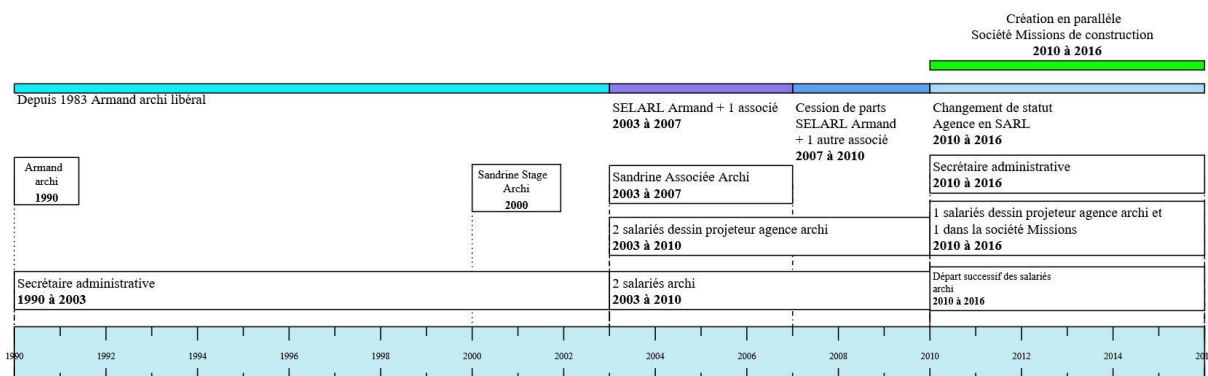 Création en parallèle
Société Missions de construction
2010 à 2016
Depuis 1983 Armand archi libéral
SELARL Armand + 1 associé
2003 à 2007
Cession de parts
SELARL Armand
+ 1 autre associé
2007 à 2010
Changement de statut
Agence en SARL
2010 à 2016
Armand
archi
1990
Sandrine Stage
Archi
2000
Sandrine Associée Archi
2003 à 2007
Secrétaire administrative
2010 à 2016
2 salariés dessin projeteur agence archi
2003 à 2010
1 salariés dessin projeteur agence archi et
1 dans la société Missions
2010 à 2016
Secrétaire administrative
1990 à 2003
2 salariés archi
2003 à 2010
Départ successif des salariés
archi
2010 à 2016
1990 1992 1994 1996 1998 2000 2002 2004 2006 2008 2010 2012 2014 201